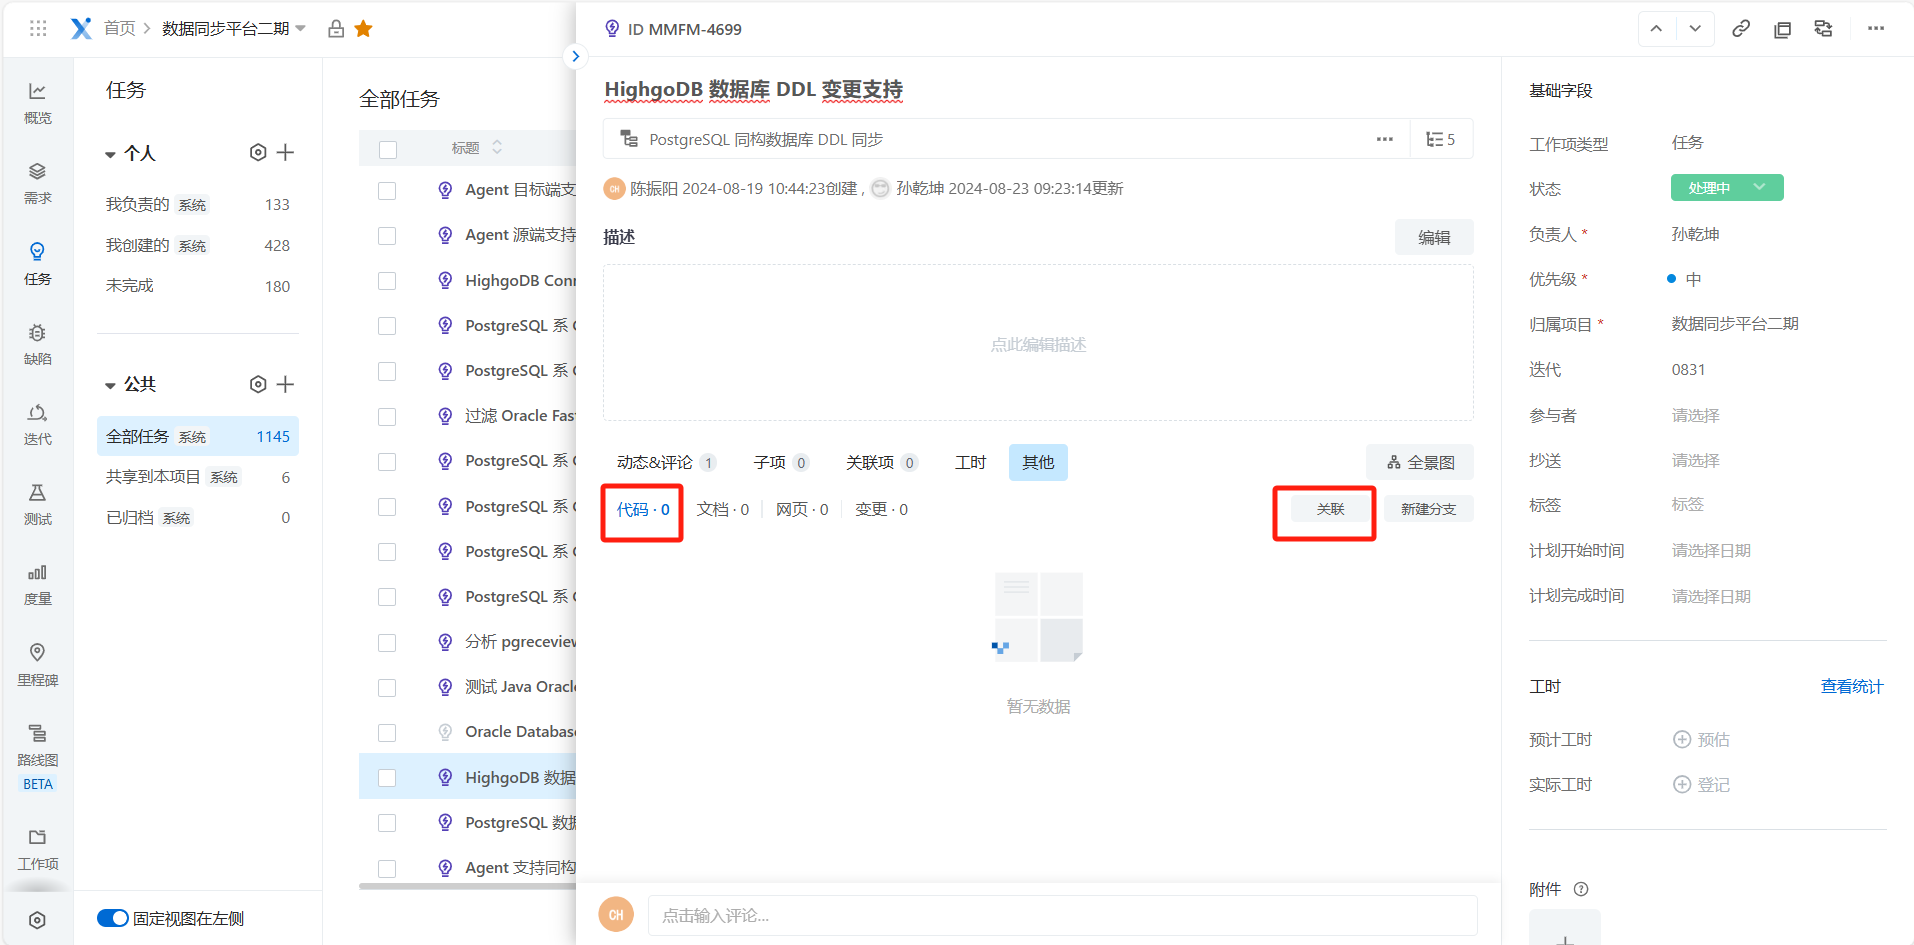 首页
数据同步平台二期
概览
需求
任务
缺陷
迭代
测试
度量
里程碑
路线图
BETA
工作项
任务
个人
我负责的 系统 133
我创建的 系统 428
未完成 180
公共
全部任务 系统 1145
共享到本项目 系统 6
已归档 系统 0
固定视图在左侧
全部任务
标题
Agent 目标端支
Agent 源端支持
HighgoDB Conn
PostgreSQL 系
PostgreSQL 系
过滤 Oracle Fas
PostgreSQL 系
PostgreSQL 系
PostgreSQL 系
PostgreSQL 系
分析 pgreceviev
测试 Java Oracle
Oracle Database
HighgoDB 数据
PostgreSQL 数据
Agent 支持同构
ID MMFM-4699
HighgoDB 数据库 DDL 变更支持
PostgreSQL 同构数据库 DDL 同步
5
CH 陈振阳 2024-08-19 10:44:23创建 , 孙乾坤 2024-08-23 09:23:14更新
描述
编辑
点此编辑描述
动态&评论 1 子项 0 关联项 0 工时 其他
全景图
代码 · 0 文档 · 0 网页 · 0 变更 · 0
关联 新建分支
暂无数据
CH
点击输入评论...
基础字段
工作项类型 任务
状态 处理中
负责人 * 孙乾坤
优先级 * 中
归属项目 * 数据同步平台二期
迭代 0831
参与者 请选择
抄送 请选择
标签 标签
计划开始时间 请选择日期
计划完成时间 请选择日期
工时 查看统计
预计工时 预估
实际工时 登记
附件